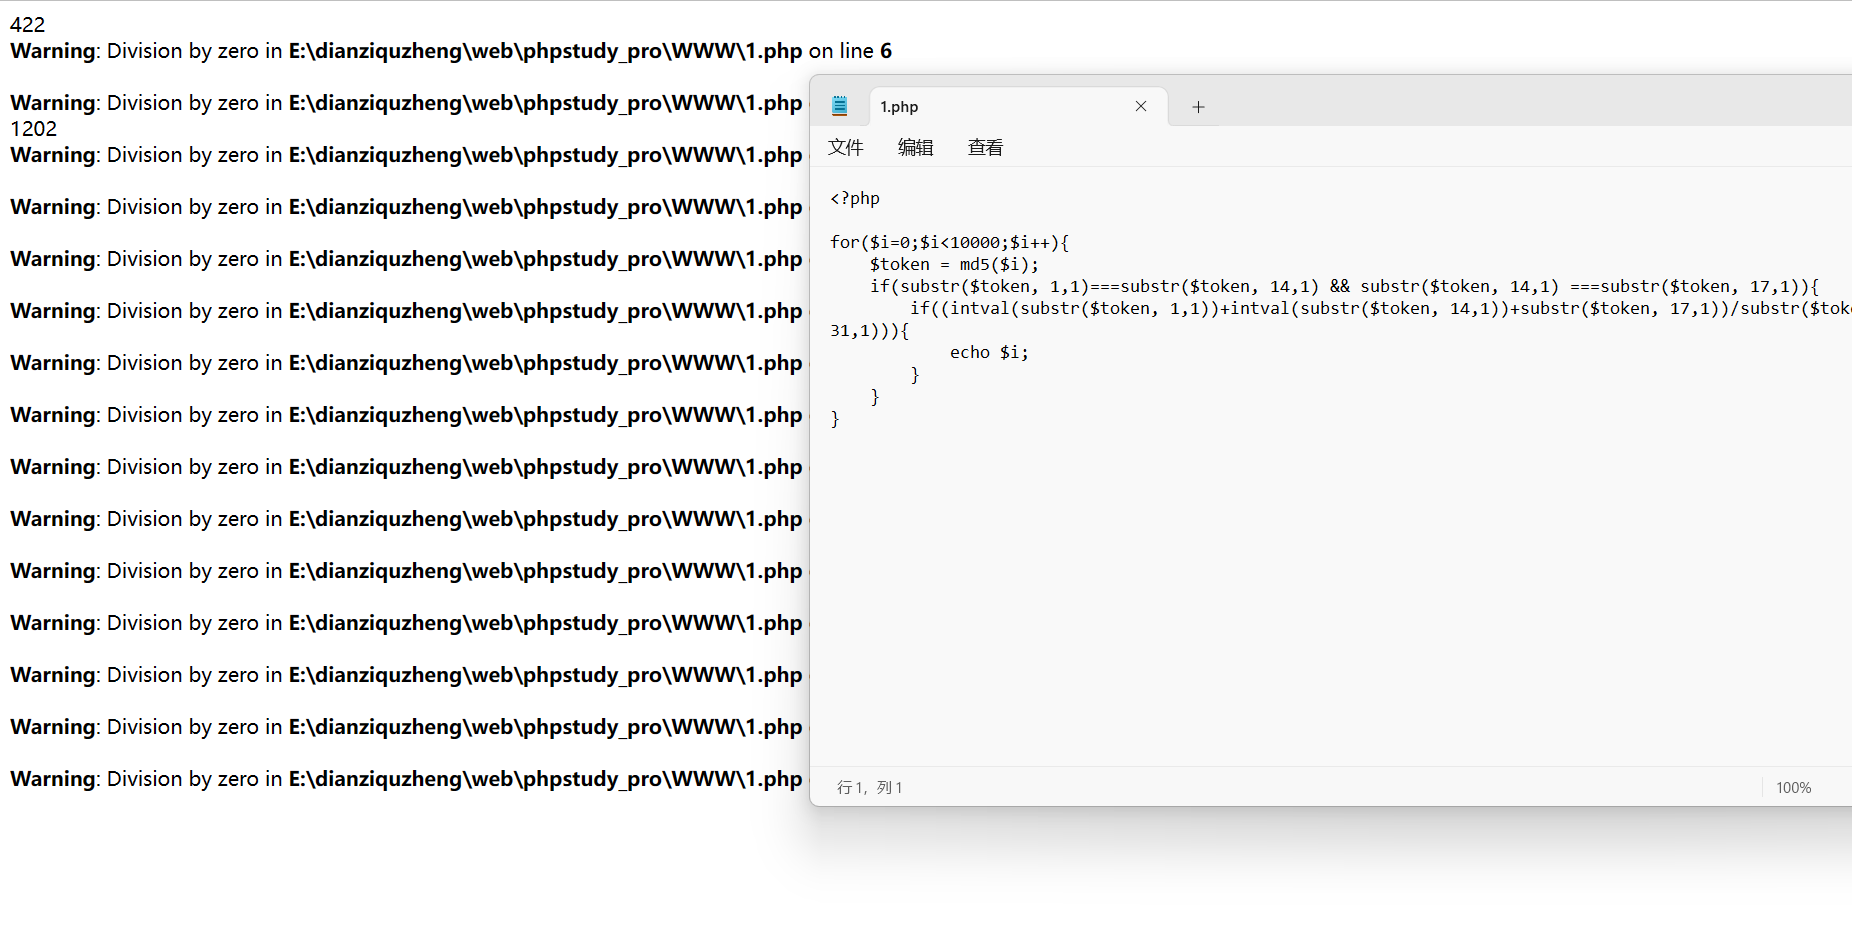 422
Warning: Division by zero in E:\dianziquzheng\web\phpstudy_pro\WWW\1.php on line 6
Warning: Division by zero in E:\dianziquzheng\web\phpstudy_pro\WWW\1.php
1202
Warning: Division by zero in E:\dianziquzheng\web\phpstudy_pro\WWW\1.php
Warning: Division by zero in E:\dianziquzheng\web\phpstudy_pro\WWW\1.php
Warning: Division by zero in E:\dianziquzheng\web\phpstudy_pro\WWW\1.php
Warning: Division by zero in E:\dianziquzheng\web\phpstudy_pro\WWW\1.php
Warning: Division by zero in E:\dianziquzheng\web\phpstudy_pro\WWW\1.php
Warning: Division by zero in E:\dianziquzheng\web\phpstudy_pro\WWW\1.php
Warning: Division by zero in E:\dianziquzheng\web\phpstudy_pro\WWW\1.php
Warning: Division by zero in E:\dianziquzheng\web\phpstudy_pro\WWW\1.php
Warning: Division by zero in E:\dianziquzheng\web\phpstudy_pro\WWW\1.php
Warning: Division by zero in E:\dianziquzheng\web\phpstudy_pro\WWW\1.php
Warning: Division by zero in E:\dianziquzheng\web\phpstudy_pro\WWW\1.php
Warning: Division by zero in E:\dianziquzheng\web\phpstudy_pro\WWW\1.php
Warning: Division by zero in E:\dianziquzheng\web\phpstudy_pro\WWW\1.php
1.php
文件 编辑 查看
<?php
for($i=0;$i<10000;$i++){
    $token = md5($i);
    if(substr($token, 1,1)===substr($token, 14,1) && substr($token, 14,1) ===substr($token, 17,1)){
        if((intval(substr($token, 1,1))+intval(substr($token, 14,1))+substr($token, 17,1))/substr($tok
31,1))){
            echo $i;
        }
    }
}
行 1，列 1
100%